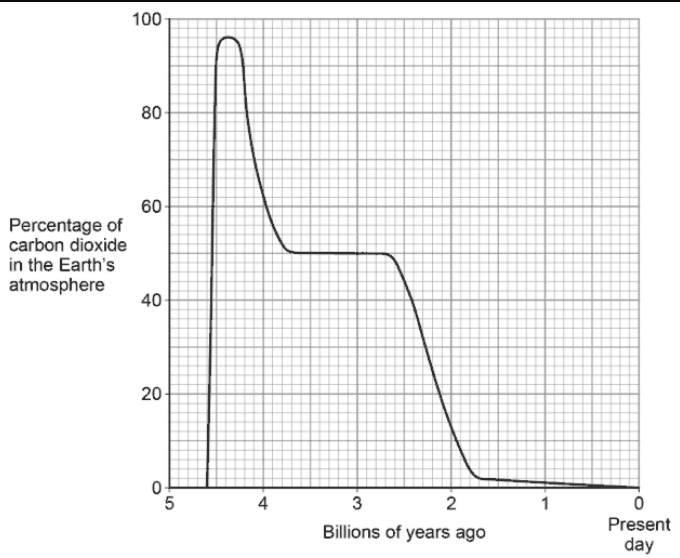 100
80
60
40
20
0
Percentage of
carbon dioxide
in the Earth's
atmosphere
5 4 3 2 1 0
Billions of years ago
Present
day